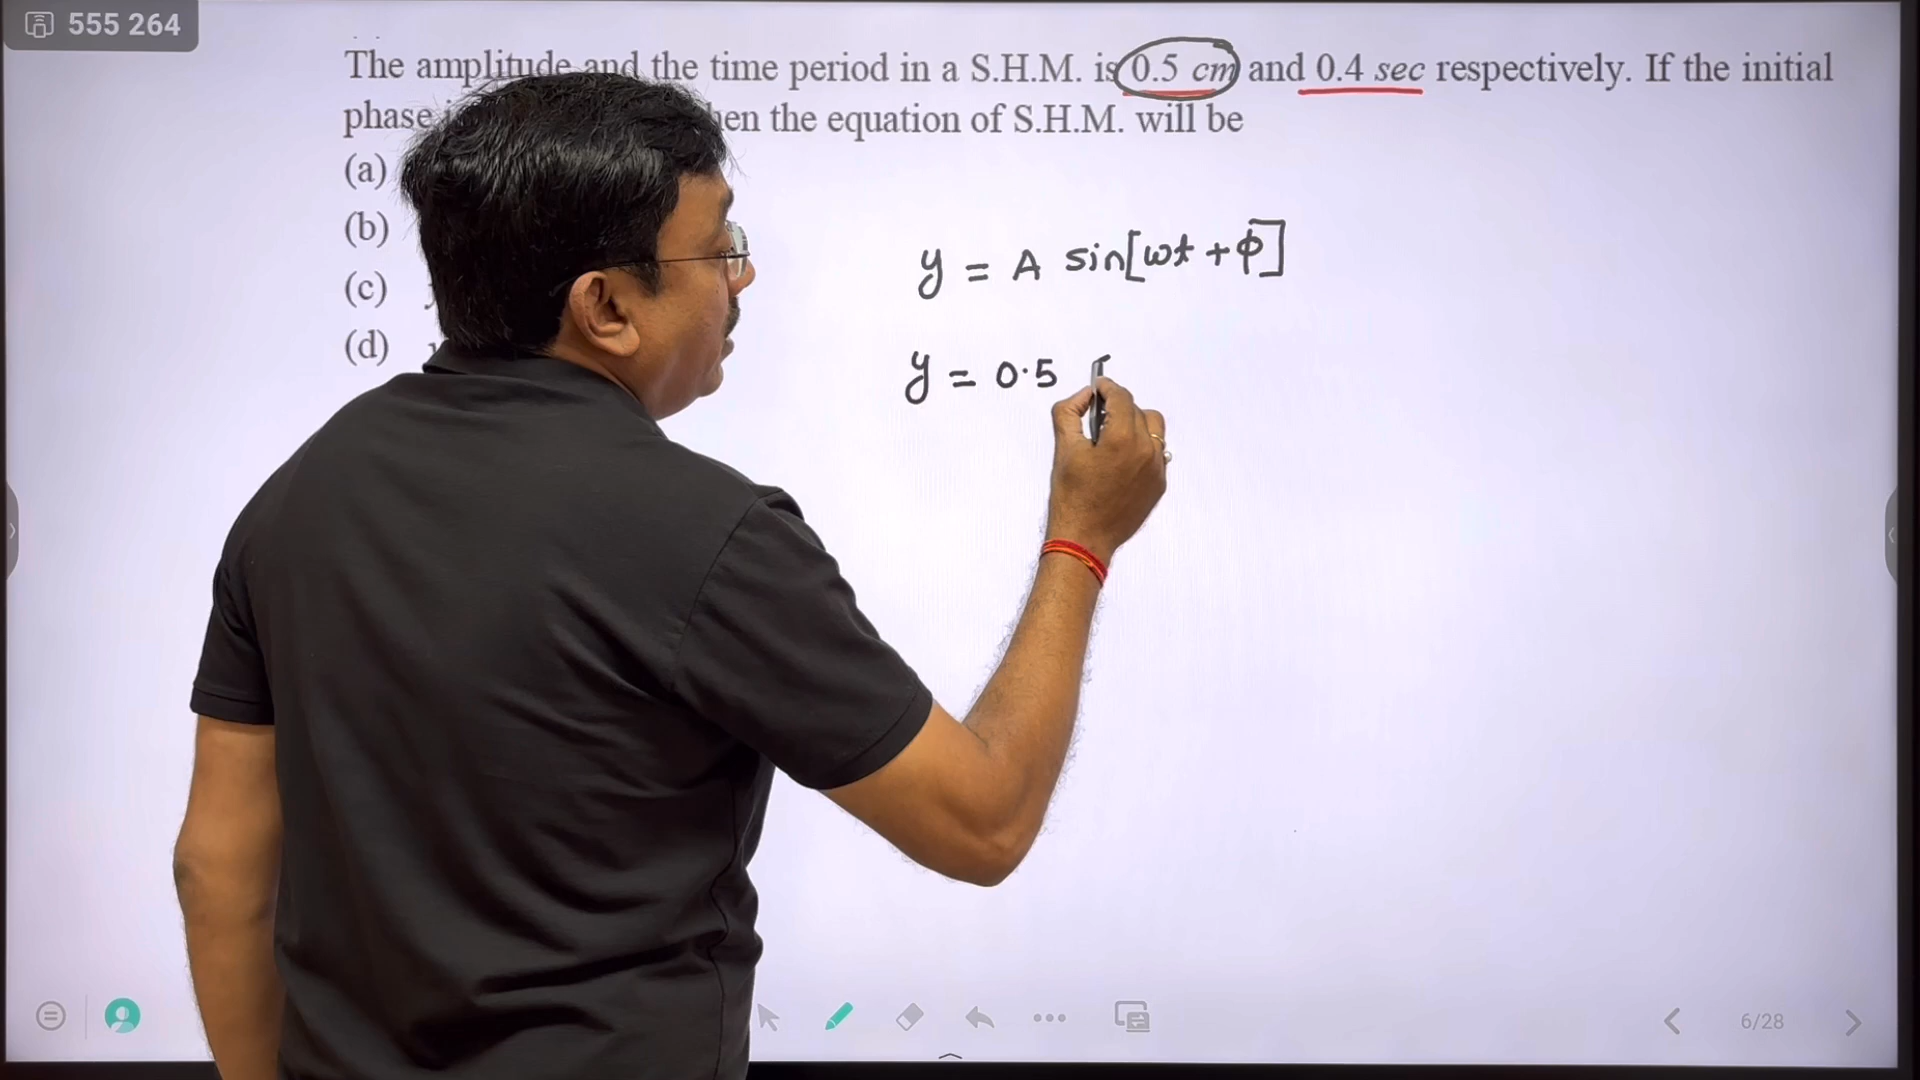 555 264
The amplitude and the time period in a S.H.M. is 0.5 cm and 0.4 sec respectively. If the initial
phase the equation of S.H.M. will be
(a)
(b)
(c)
(d)
y = A sin[ωt + ϕ]
y = 0.5
6/28